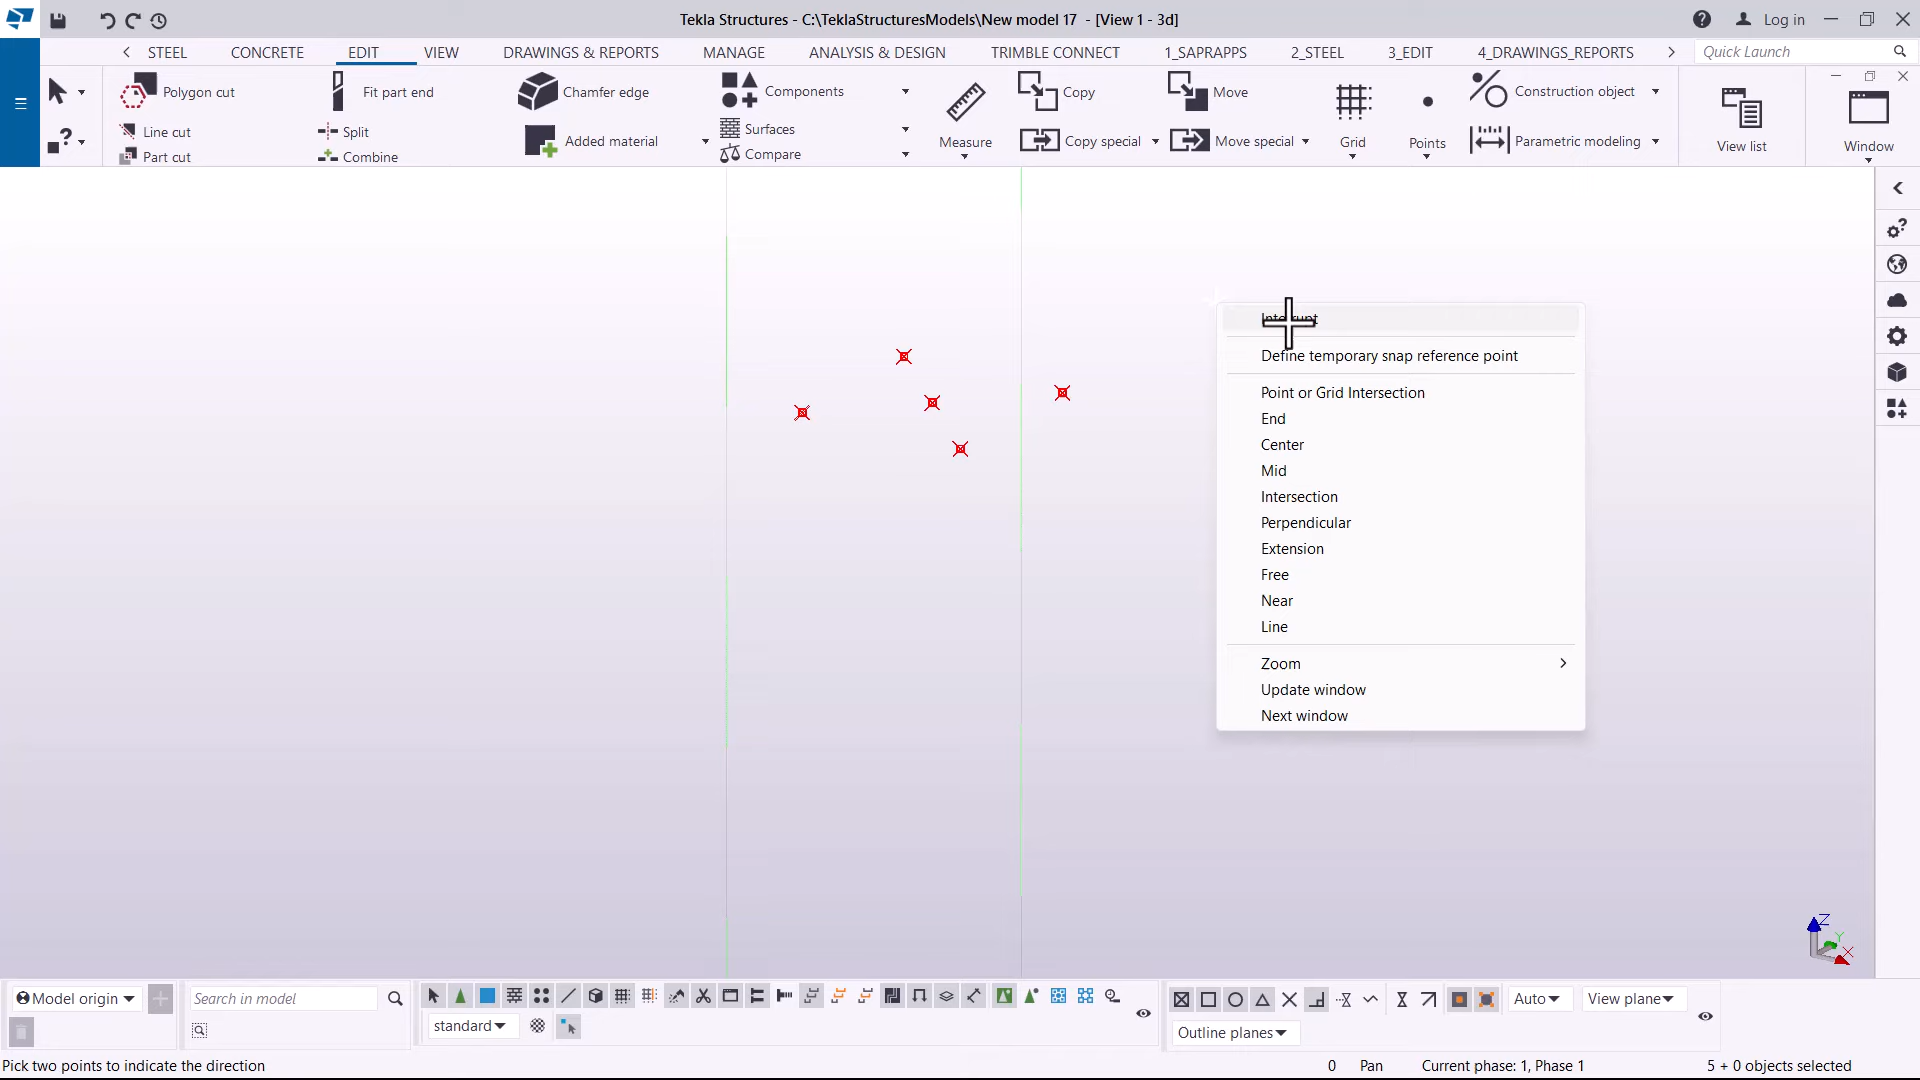 Tekla Structures - C:\TeklaStructuresModels\New model 17 - [View 1 - 3d]
Log in
STEEL CONCRETE EDIT VIEW DRAWINGS & REPORTS MANAGE ANALYSIS & DESIGN TRIMBLE CONNECT 1_SAPRAPPS 2_STEEL 3_EDIT 4_DRAWINGS_REPORTS Quick Launch
Polygon cut Fit part end Chamfer edge Components Copy Move Construction object
Line cut Split Added material Surfaces Measure Copy special Move special Grid Points Parametric modeling View list Window
Part cut Combine Compare
Interrupt
Define temporary snap reference point
Point or Grid Intersection
End
Center
Mid
Intersection
Perpendicular
Extension
Free
Near
Line
Zoom
Update window
Next window
Z
Y
X
Model origin Search in model Auto View plane
standard Outline planes
Pick two points to indicate the direction 0 Pan Current phase: 1, Phase 1 5 + 0 objects selected